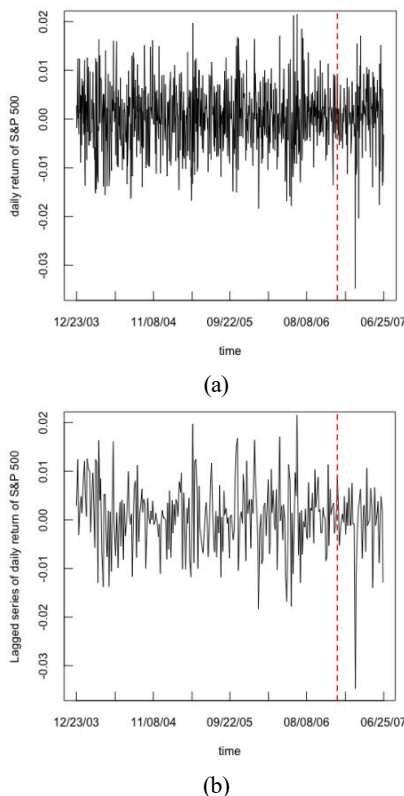 daily return of S&P 500
0.02
0.01
0.00
-0.01
-0.02
-0.03
12/23/03 11/08/04 09/22/05 08/08/06 06/25/07
time
(a)
Lagged series of daily return of S&P 500
0.02
0.01
0.00
-0.01
-0.02
-0.03
12/23/03 11/08/04 09/22/05 08/08/06 06/25/07
time
(b)